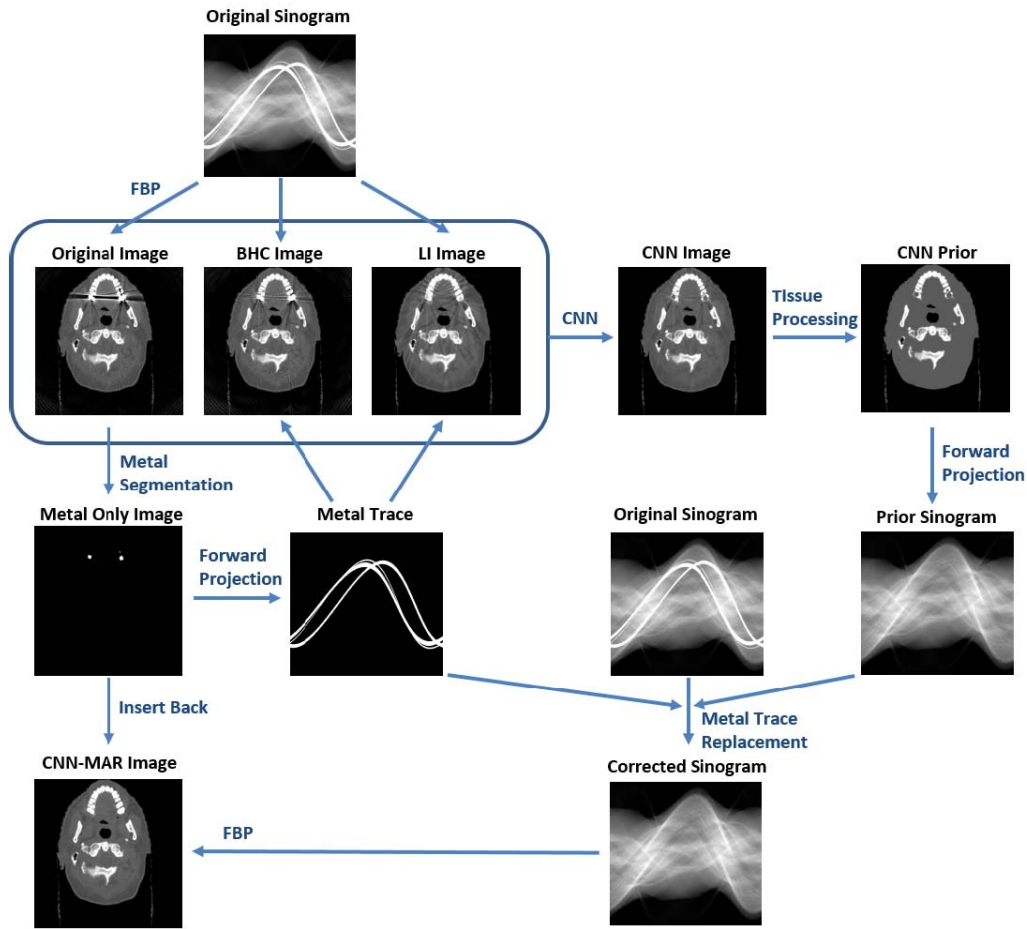 Original Sinogram
FBP
Original Image
BHC Image
LI Image
CNN
CNN Image
Tissue
Processing
CNN Prior
Metal
Segmentation
Forward
Projection
Metal Only Image
Forward
Projection
Metal Trace
Original Sinogram
Prior Sinogram
Insert Back
Metal Trace
Replacement
CNN-MAR Image
FBP
Corrected Sinogram